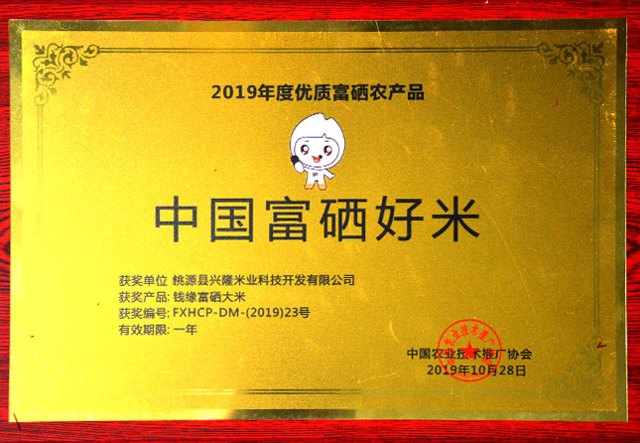 2019年度优质富硒农产品
中国富硒好米
获奖单位 桃源县兴隆米业科技开发有限公司
获奖产品: 钱缘富硒大米
获奖编号: FXHCP-DM-(2019)23号
有效期限: 一年
中国农业技术推广协会
2019年10月28日